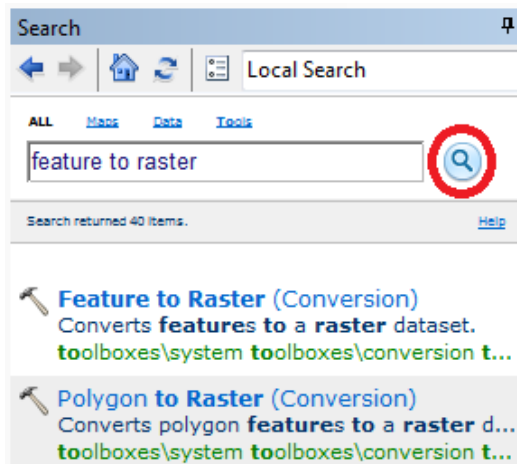 Search
Local Search
ALL Maps Data Tools
feature to raster
Search returned 40 items. Help
Feature to Raster (Conversion)
Converts features to a raster dataset.
toolboxes\system toolboxes\conversion t...
Polygon to Raster (Conversion)
Converts polygon features to a raster d...
toolboxes\system toolboxes\conversion t...